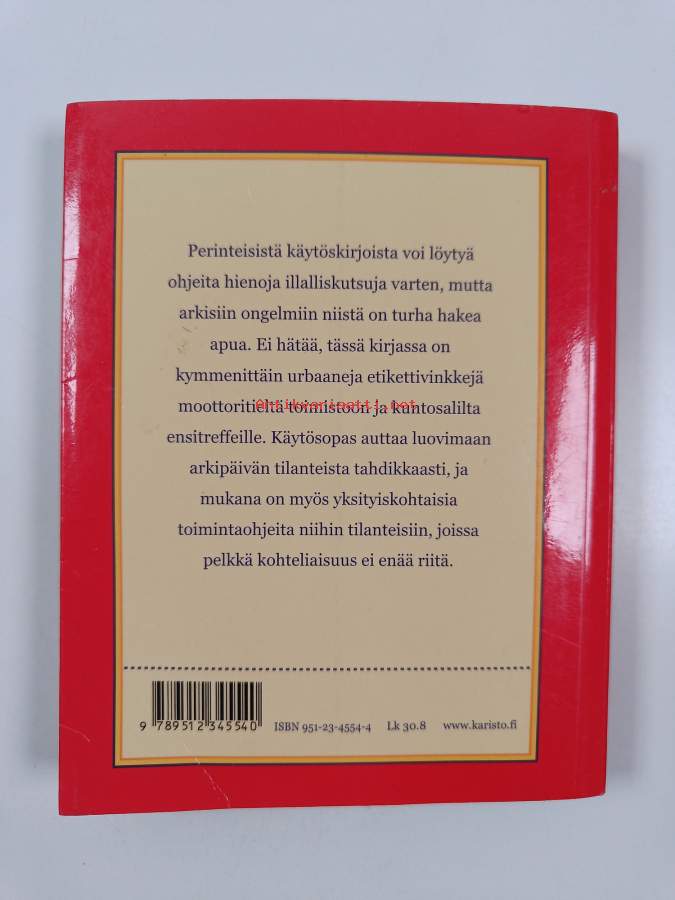 Perinteisistä käytöskirjoista voi löytyä
ohjeita hienoja illalliskutsuja varten, mutta
arkisiin ongelmiin niistä on turha hakea
apua. Ei hätää, tässä kirjassa on
kymmenittäin urbaaneja etikettivinkkejä
moottoritieltä toimistoon ja kuntosalilta
Antikvariaatti.net
ensitreffeille. Käytösopas auttaa luovimaan
arkipäivän tilanteista tahdikkaasti, ja
mukana on myös yksityiskohtaisia
toimintaohjeita niihin tilanteisiin, joissa
pelkkä kohteliaisuus ei enää riitä.
9 789512 345540 ISBN 951-23-4554-4 Lk 30.8 www.karisto.fi